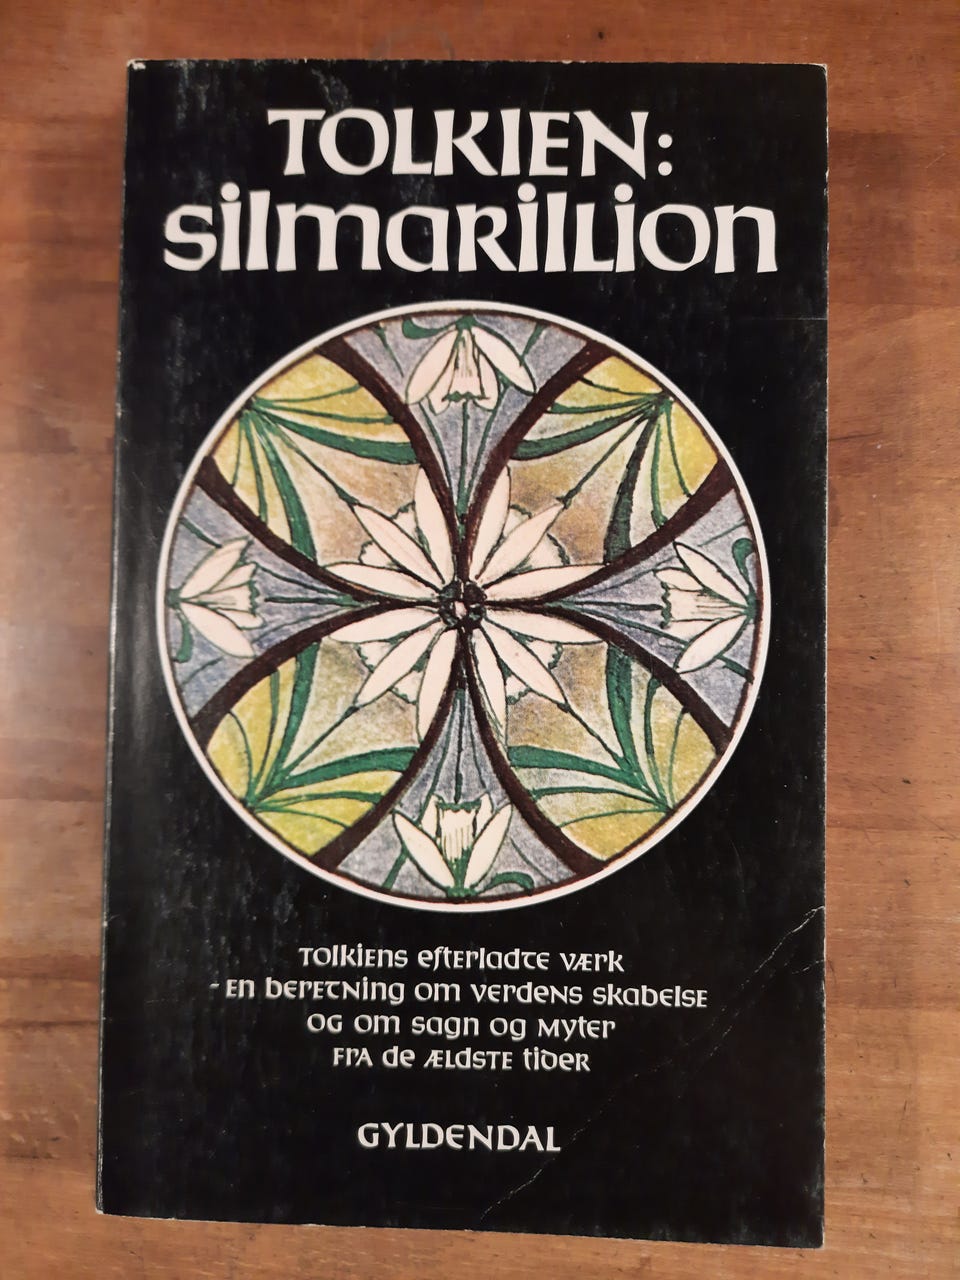 TOLKIEN:
silmarillion
Tolkiens efterladte værk
- en beretning om verdens skabelse
og om sagn og myter
fra de ældste tider
GYLDENDAL